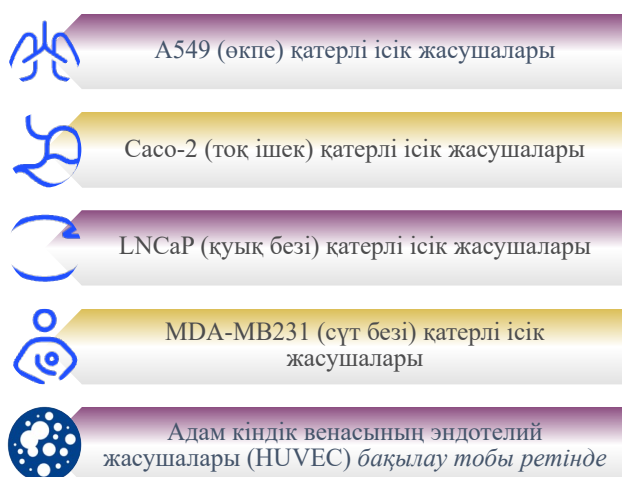 A549 (өкпе) қатерлі ісік жасушалары
Caco-2 (тоқ ішек) қатерлі ісік жасушалары
LNCaP (қуық безі) қатерлі ісік жасушалары
MDA-MB231 (сүт безі) қатерлі ісік
жасушалары
Адам кіндік венасының эндотелий
жасушалары (HUVEC) бақылау тобы ретінде